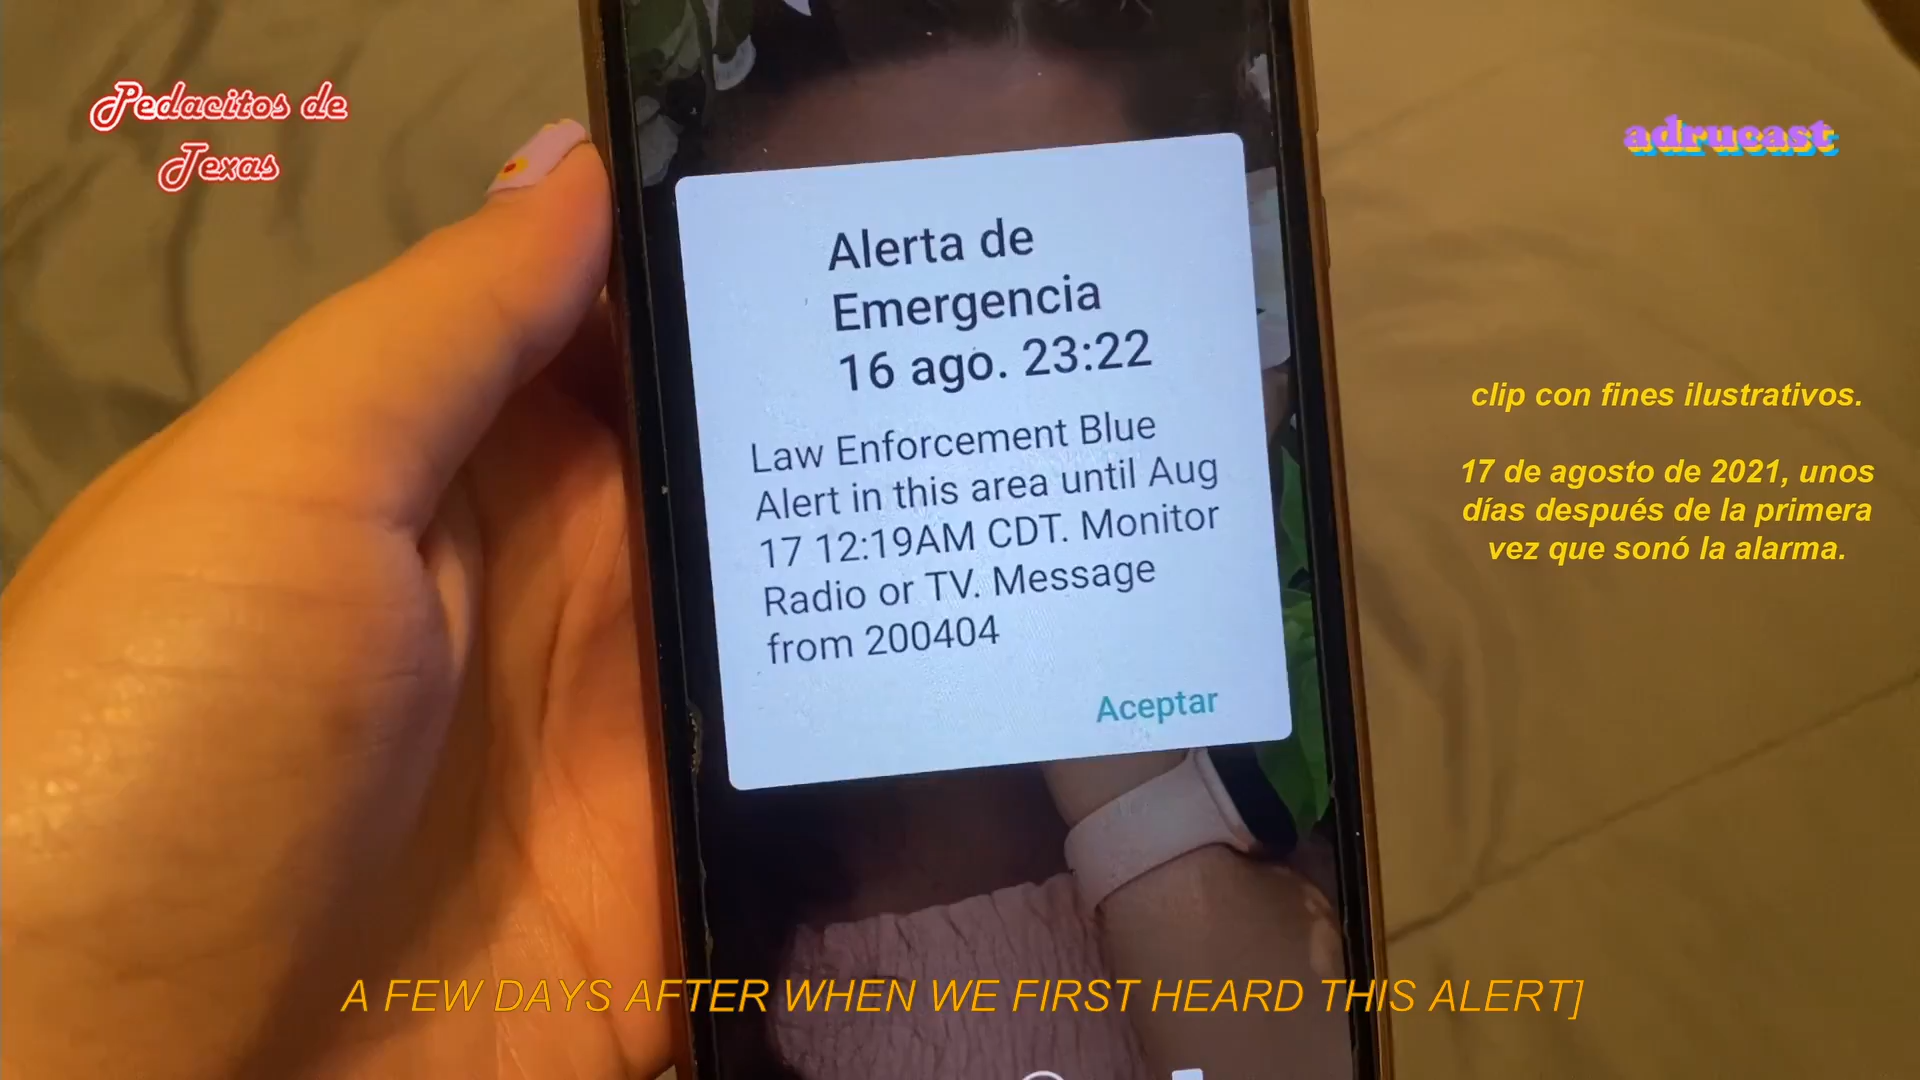 Pedacitos de
Texas
adrucast
Alerta de
Emergencia
16 ago. 23:22
Law Enforcement Blue
Alert in this area until Aug
17 12:19AM CDT. Monitor
Radio or TV. Message
from 200404
Aceptar
clip con fines ilustrativos.
17 de agosto de 2021, unos
días después de la primera
vez que sonó la alarma.
A FEW DAYS AFTER WHEN WE FIRST HEARD THIS ALERT]